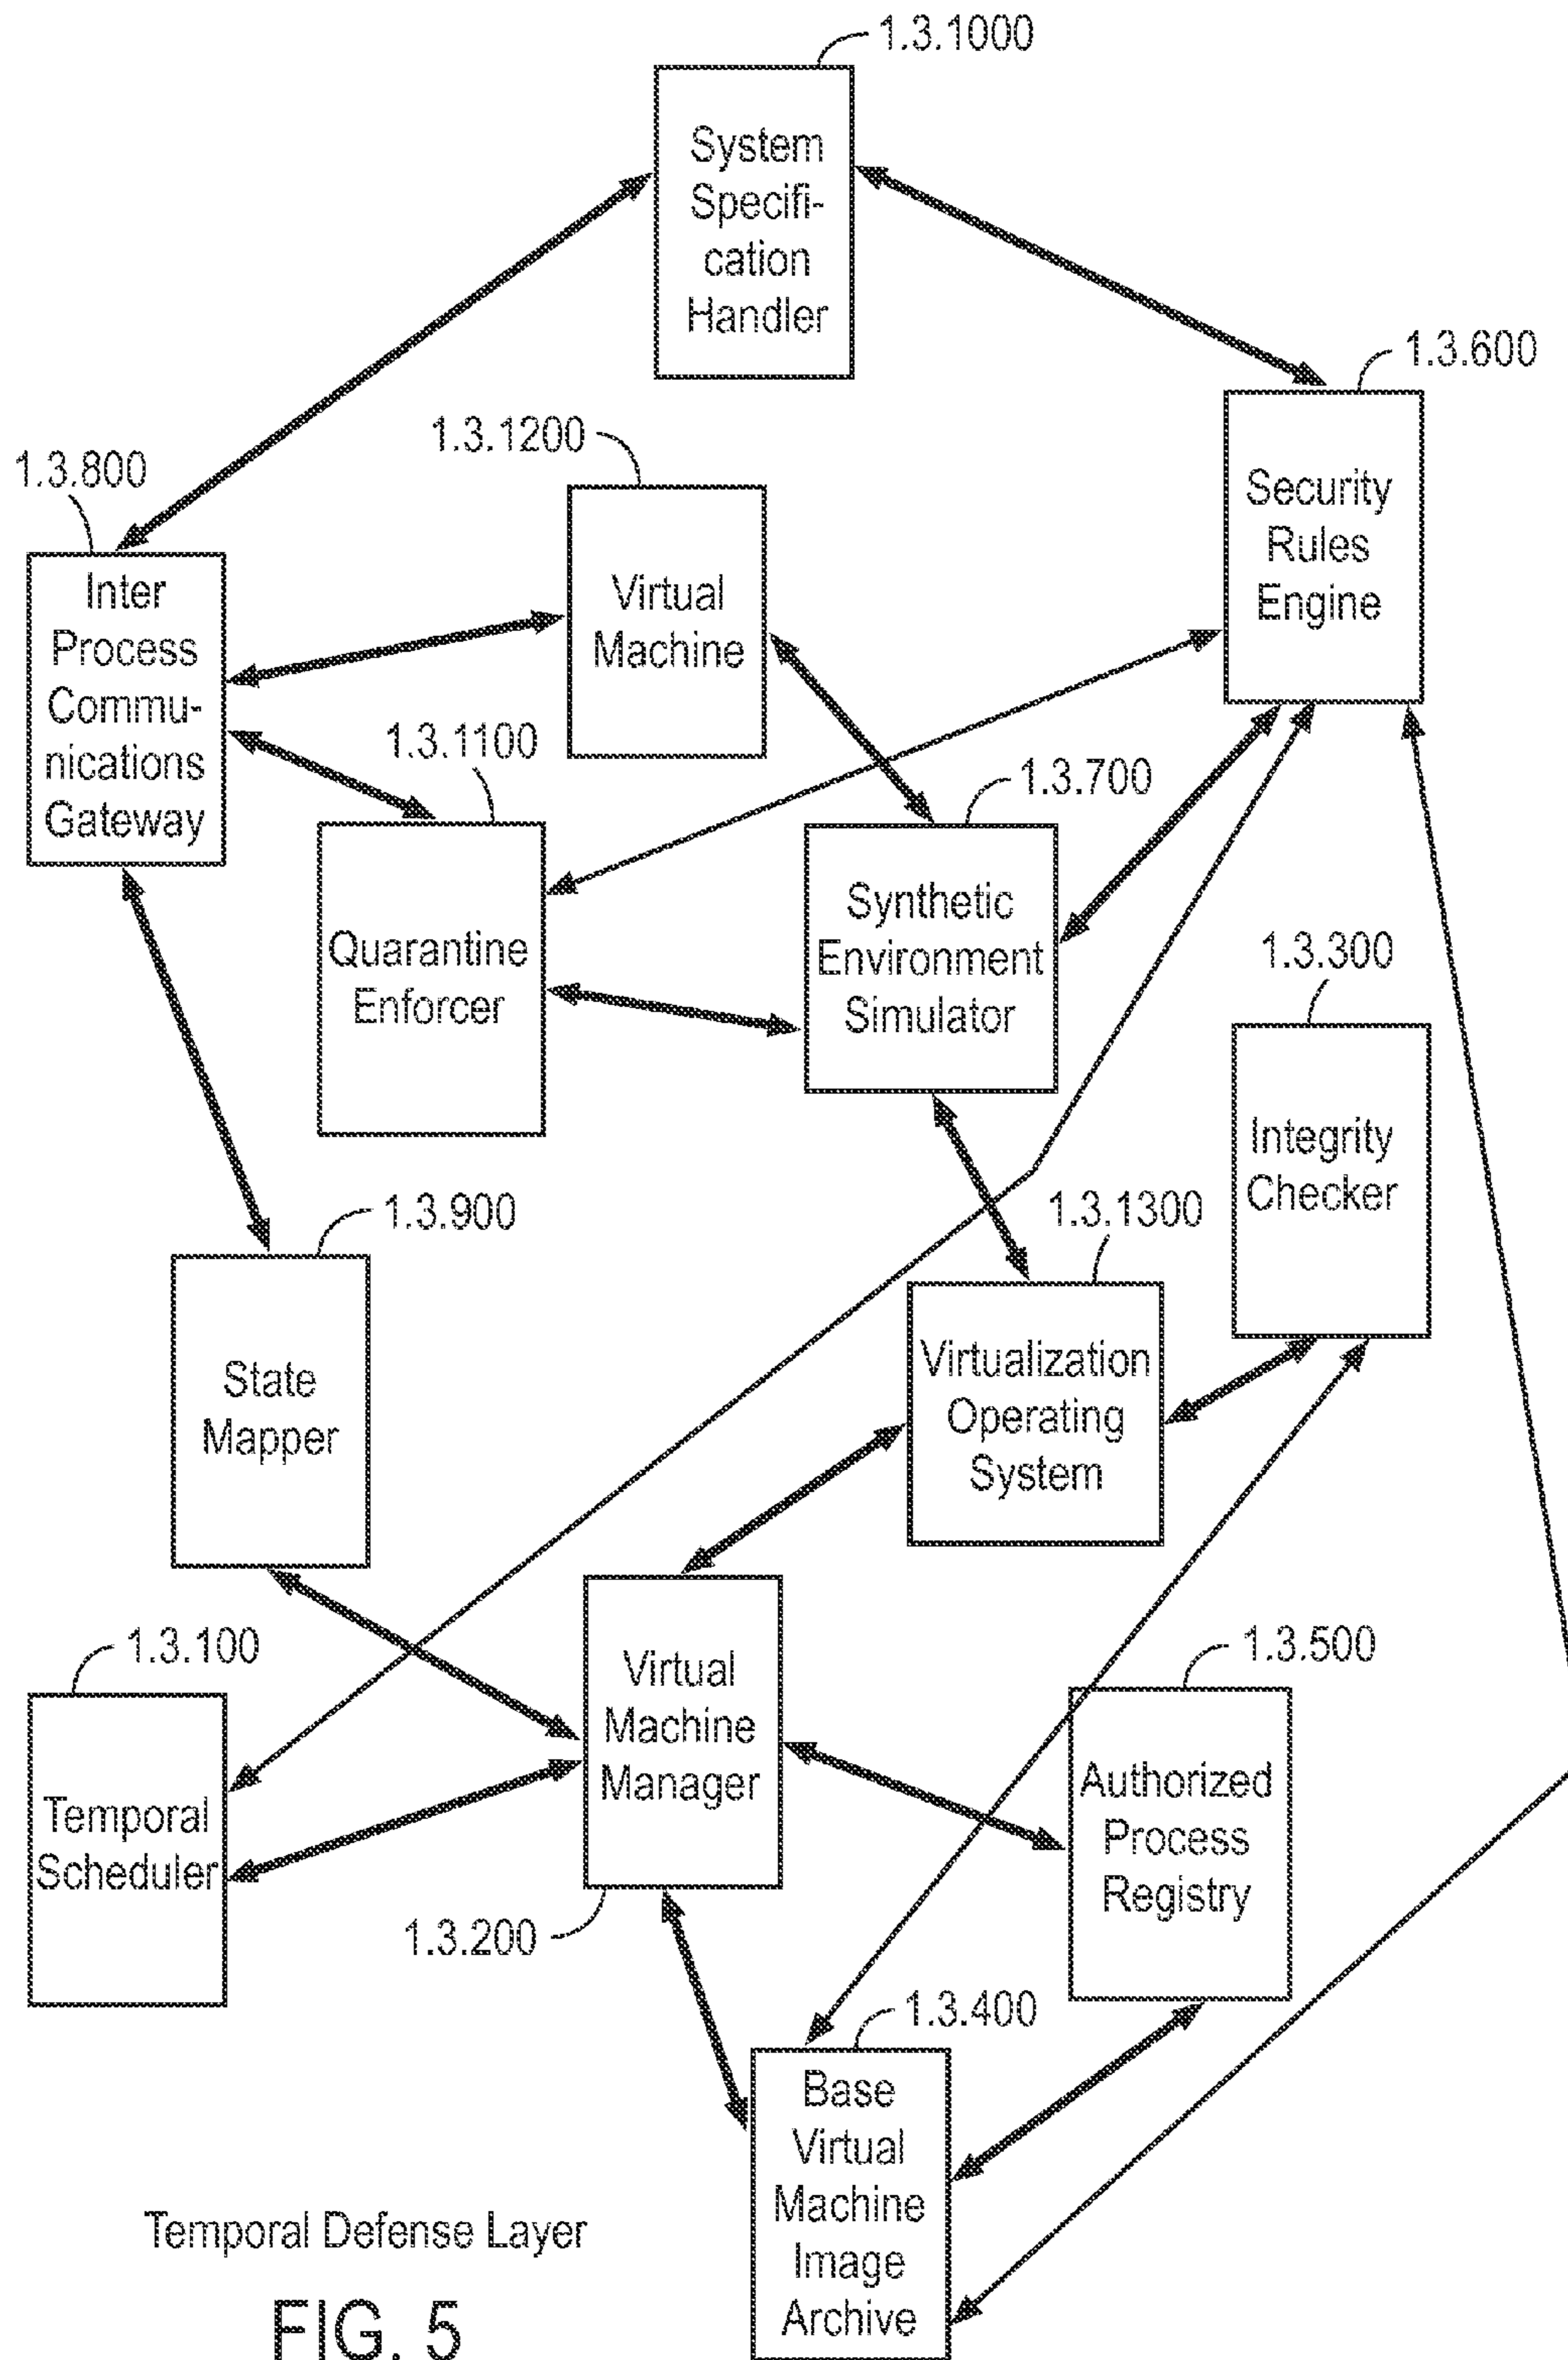 1.3.1000
System
Specifi-
cation
Handler
1.3.600
Security
Rules
Engine
1.3.1200
Virtual
Machine
1.3.800
Inter
Process
Commu-
nications
Gateway
1.3.1100
Quarantine
Enforcer
1.3.700
Synthetic
Environment
Simulator
1.3.300
Integrity
Checker
1.3.900
State
Mapper
1.3.1300
Virtualization
Operating
System
1.3.100
Temporal
Scheduler
Virtual
Machine
Manager
1.3.200
1.3.500
Authorized
Process
Registry
1.3.400
Base
Virtual
Machine
Image
Archive
Temporal Defense Layer
FIG. 5